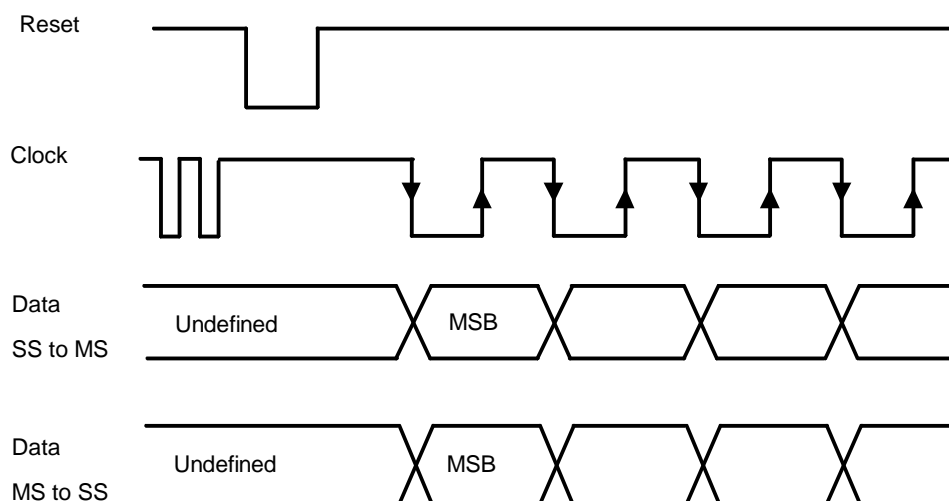 Reset
Clock
Data
SS to MS
Undefined
MSB
Data
MS to SS
Undefined
MSB